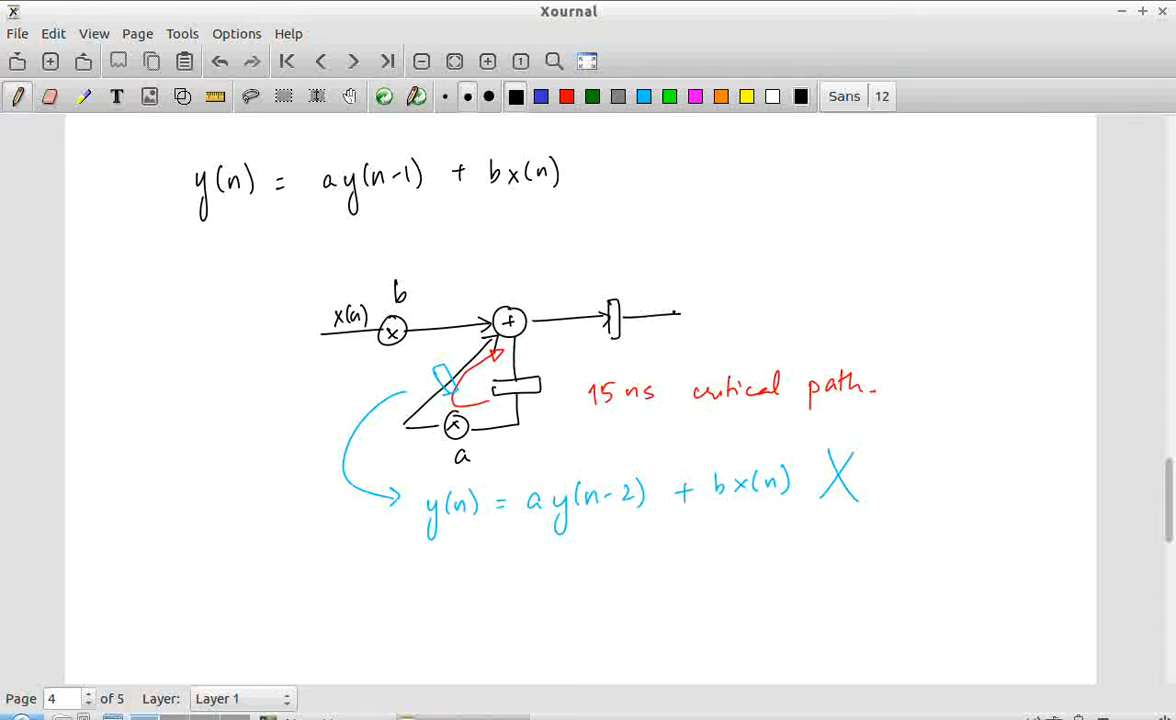 Xournal
File Edit View Page Tools Options Help
Sans 12
y(n) = ay(n-1) + bx(n)
b
x(n)
x
+
15 ns critical path.
x
a
y(n) = ay(n-2) + bx(n) X
Page 4 of 5 Layer: Layer 1